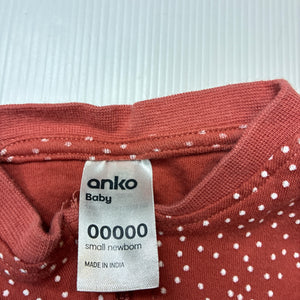 anko
Baby
00000
small newborn
MADE IN INDIA